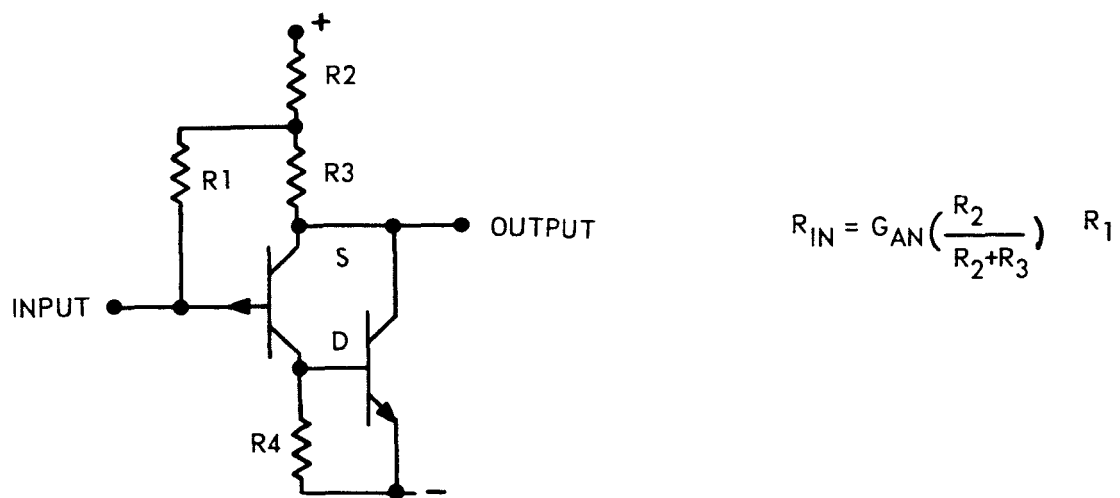 +
R2
R1
R3
OUTPUT
S
INPUT
D
R4
-
R_IN = G_AN (R_2 / R_2+R_3) R_1